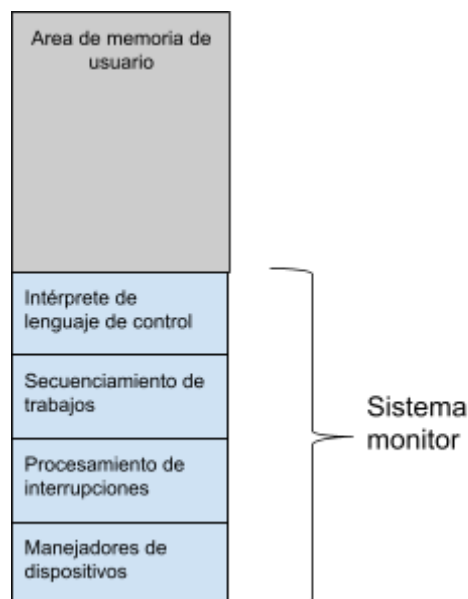 Area de memoria de
usuario
Intérprete de
lenguaje de control
Secuenciamiento de
trabajos
Procesamiento de
interrupciones
Manejadores de
dispositivos
Sistema
monitor